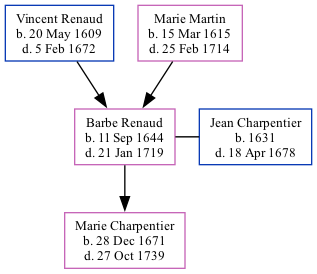 Vincent Renaud
b. 20 May 1609
d. 5 Feb 1672
Marie Martin
b. 15 Mar 1615
d. 25 Feb 1714
Barbe Renaud
b. 11 Sep 1644
d. 21 Jan 1719
Jean Charpentier
b. 1631
d. 18 Apr 1678
Marie Charpentier
b. 28 Dec 1671
d. 27 Oct 1739